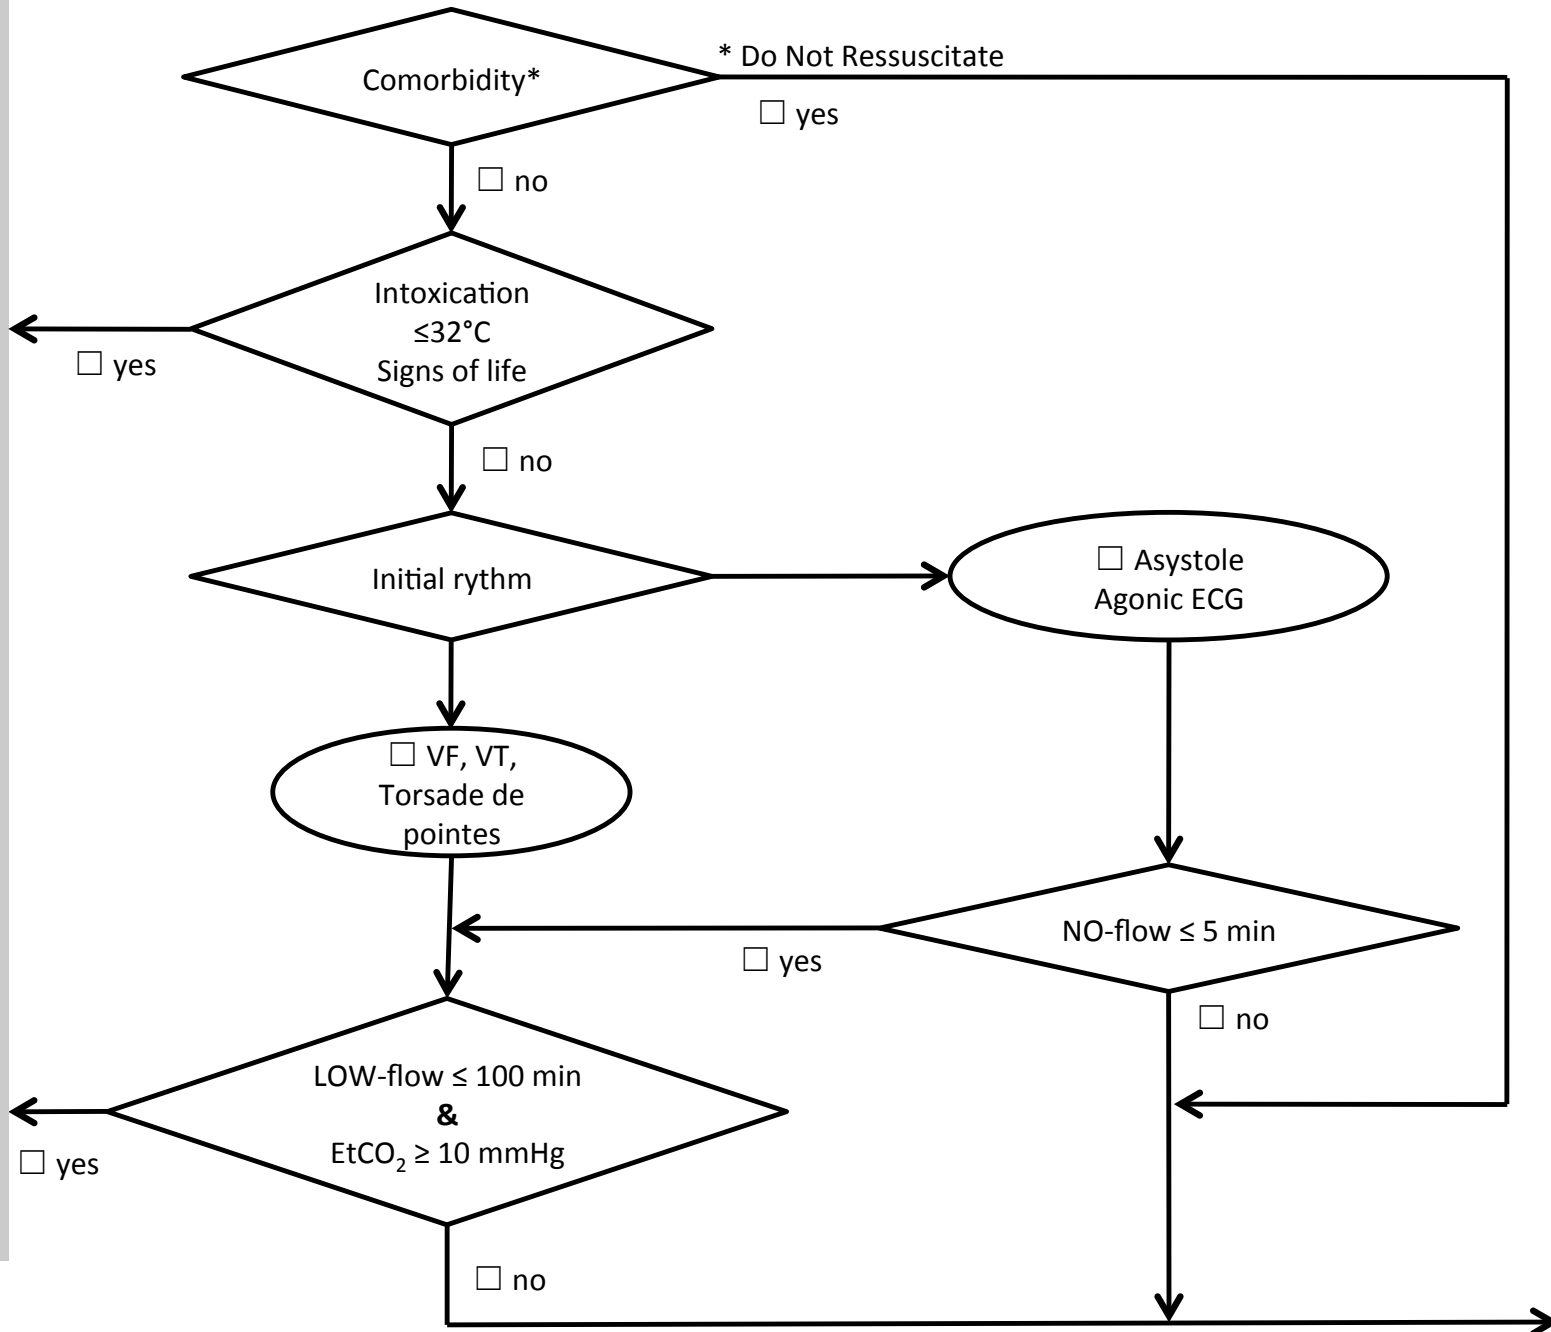 * Do Not Ressuscitate
Comorbidity*
☐ yes
☐ no
Intoxication
≤32°C
Signs of life
☐ yes
☐ no
Initial rythm
☐ Asystole
Agonic ECG
☐ VF, VT,
Torsade de
pointes
NO-flow ≤ 5 min
☐ yes
☐ no
LOW-flow ≤ 100 min
&
EtCO₂ ≥ 10 mmHg
☐ yes
☐ no